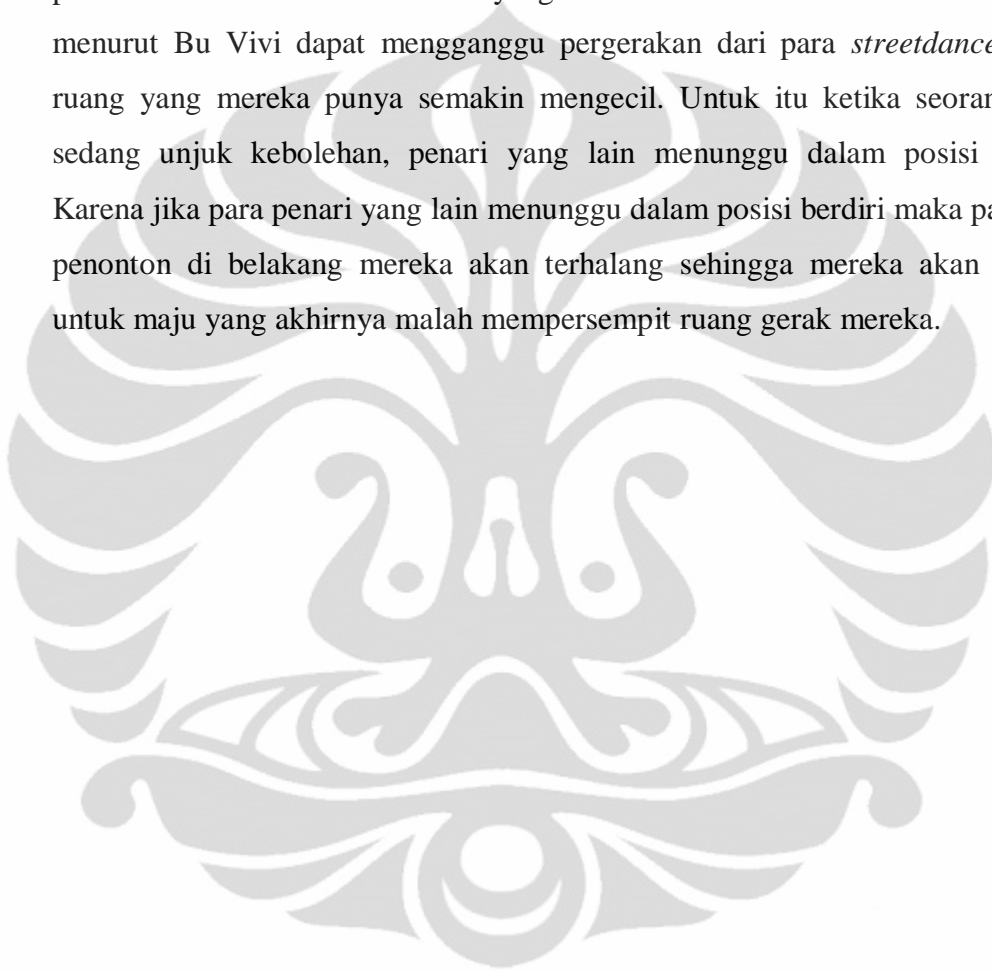 menurut Bu Vivi dapat mengganggu pergerakan dari para streetdance
ruang yang mereka punya semakin mengecil. Untuk itu ketika seoran
sedang unjuk kebolehan, penari yang lain menunggu dalam posisi
Karena jika para penari yang lain menunggu dalam posisi berdiri maka pa
penonton di belakang mereka akan terhalang sehingga mereka akan
untuk maju yang akhirnya malah mempersempit ruang gerak mereka.